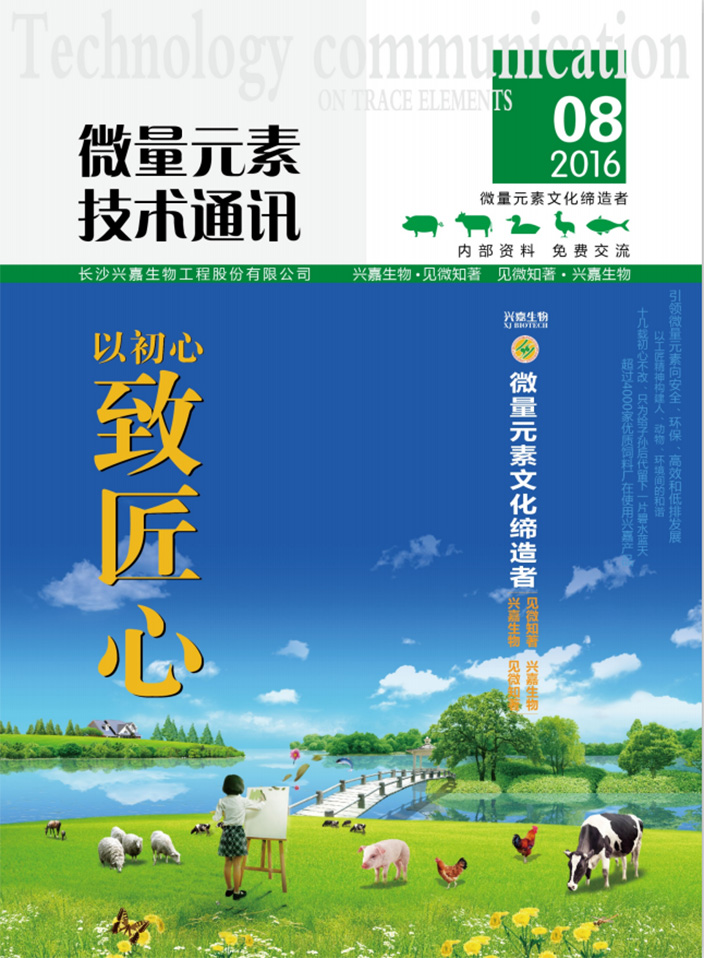 Technology communication
ON TRACE ELEMENTS
08
2016
微量元素
技术通讯
微量元素文化缔造者
内部资料 免费交流
长沙兴嘉生物工程股份有限公司 兴嘉生物·见微知著 见微知著·兴嘉生物
以初心
致匠心
兴嘉生物
XJ BIOTECH
微量元素文化缔造者
见微知著 兴嘉生物
兴嘉生物 见微知著
引领微量元素向安全、环保、高效和低排发展
以工匠精神构建人、动物、环境间的和谐
十几载初心不改，只为给子孙后代留下一片碧水蓝天
超过4000家优质饲料厂在使用兴嘉产